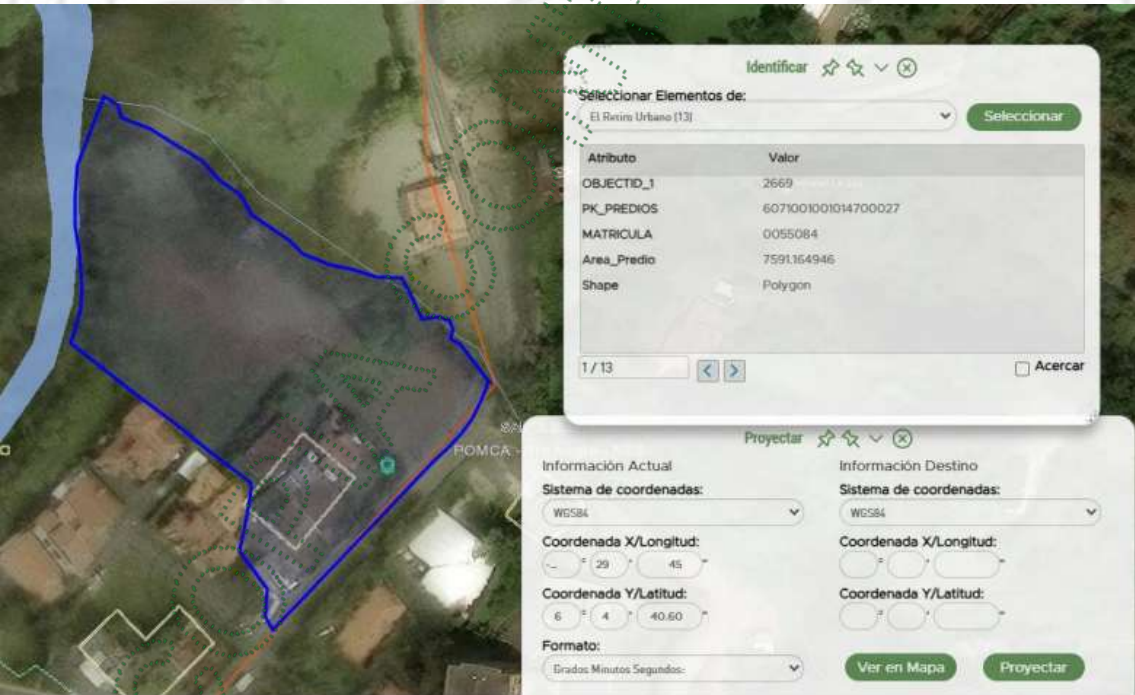 Identificar
Seleccionar Elementos de:
El Retiro Urbano (13)
Seleccionar
Atributo Valor
OBJECTID_1 2669
PK_PREDIOS 6071001001014700027
MATRICULA 0055084
Area_Predio 7591.164946
Shape Polygon
1 / 13
< >
Acercar
Proyectar
POMCA -
Información Actual Información Destino
Sistema de coordenadas: Sistema de coordenadas:
WGS84 WGS84
Coordenada X/Longitud: Coordenada X/Longitud:
-... ° 29 ' 45 " ° ' "
Coordenada Y/Latitud: Coordenada Y/Latitud:
6 ° 4 ' 40.60 " ° ' "
Formato:
Grados Minutos Segundos:
Ver en Mapa Proyectar